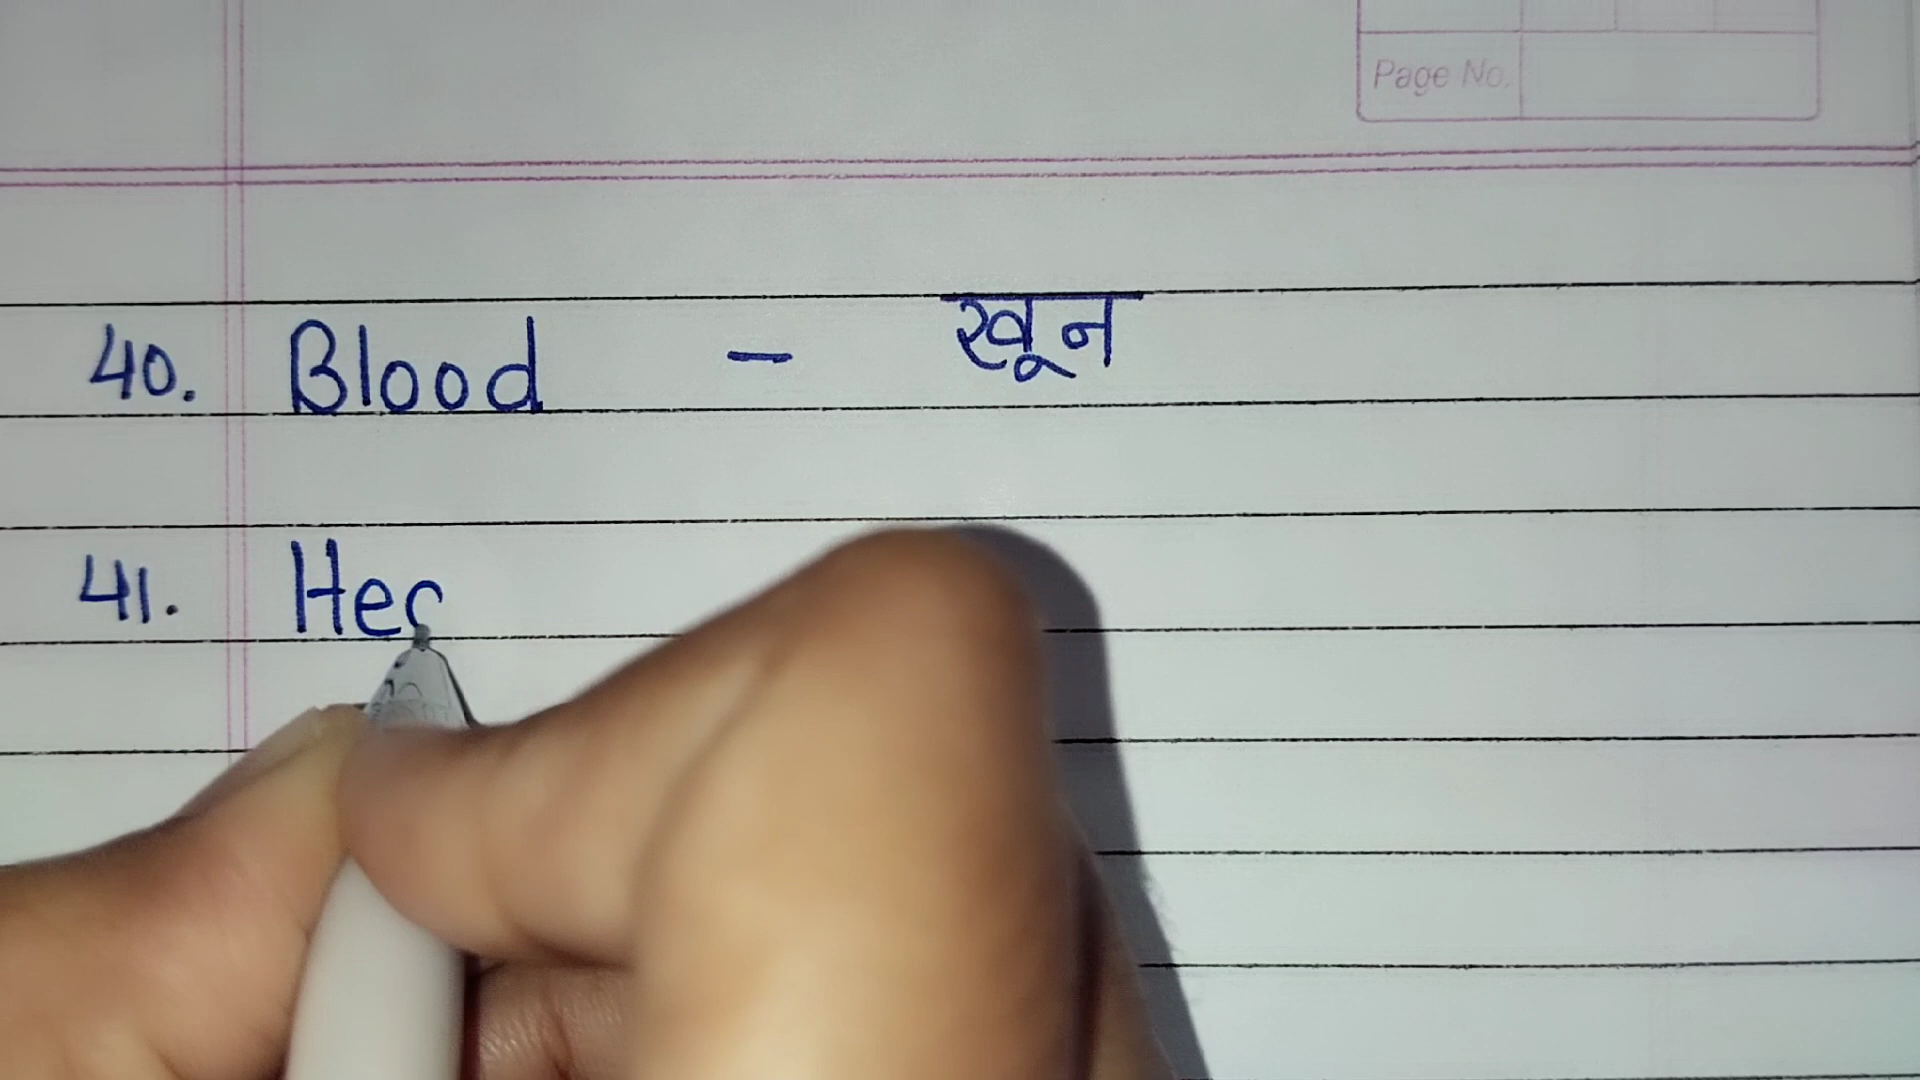 Page No.
40. Blood - खून
41. Hec